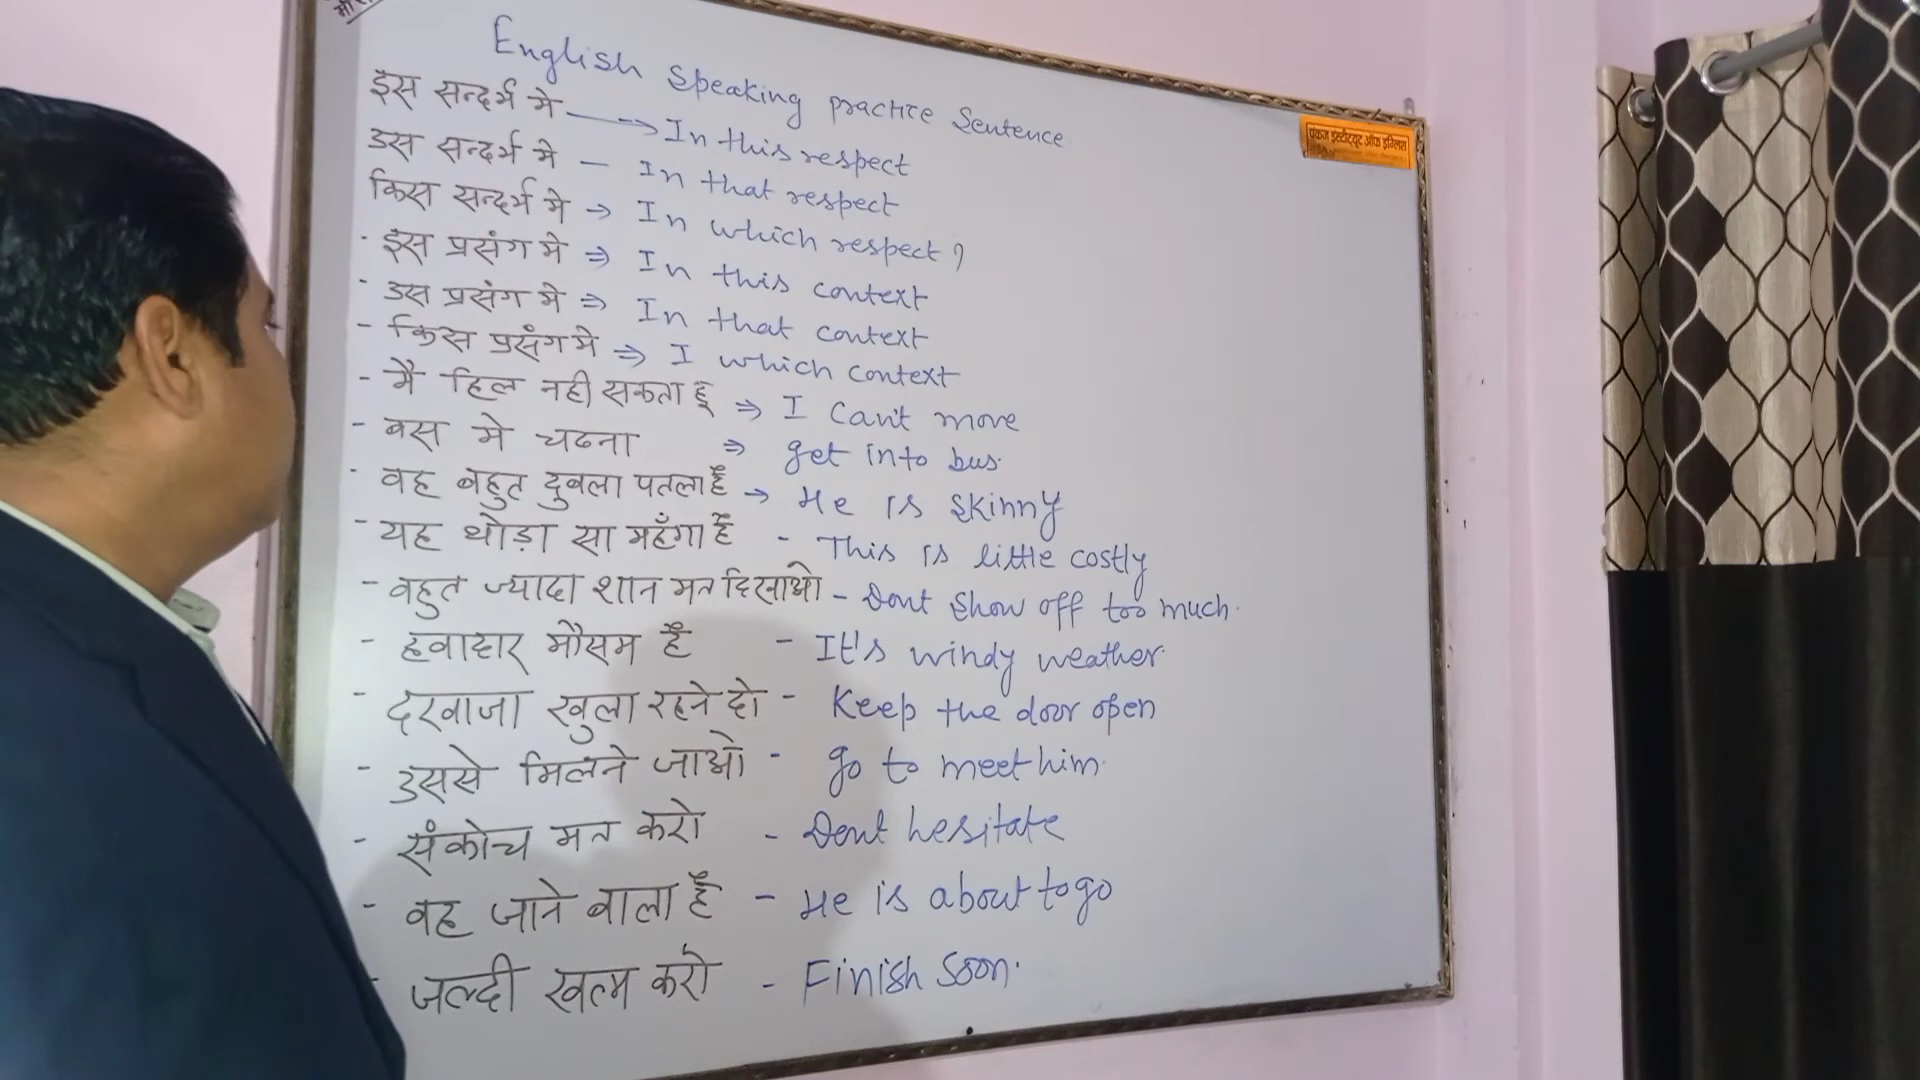 English Speaking practice Sentence
इस सन्दर्भ मे —→ In this respect
उस सन्दर्भ मे — In that respect
किस सन्दर्भ मे → In which respect ?
इस प्रसंग मे ⇒ In this context
उस प्रसंग मे ⇒ In that context
- किस प्रसंग मे ⇒ I which context
- मै हिल नही सकता हू ⇒ I can't move
- बस मे चढना ⇒ get into bus.
- वह बहुत दुबला पतला है → He is skinny
- यह थोड़ा सा महँगा है - This is little costly
- बहुत ज्यादा शान मत दिखाओ - Dont show off too much.
- हवादार मौसम है - It's windy weather.
- दरवाजा खुला रहने दो - Keep the door open
- उससे मिलने जाओ - go to meet him.
- संकोच मत करो - Dont hesitate
- वह जाने वाला है - He is about to go
- जल्दी खत्म करो - Finish soon.
पंकज इंस्टीट्यूट ऑफ इंग्लिश